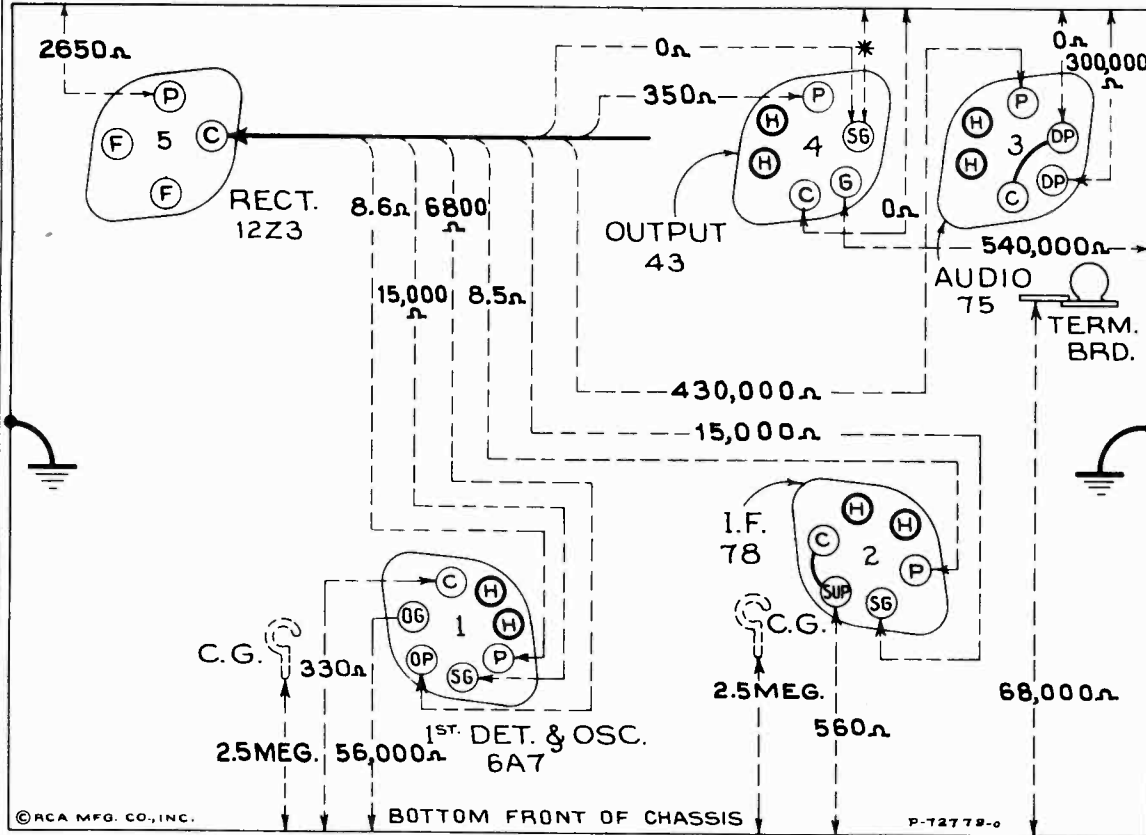 2650Ω
0Ω
*
0Ω
300,000
Ω
350Ω
P
F
5
C
F
RECT.
12Z3
P
H
H
4
SG
C
G
OUTPUT
43
0Ω
P
H
H
3
DP
DP
C
540,000Ω
AUDIO
75
TERM.
BRD.
8.6Ω
6800
Ω
15,000
Ω
8.5Ω
430,000Ω
15,000Ω
I.F.
78
H
H
C
2
P
SUP
SG
C.G.
2.5MEG.
560Ω
68,000Ω
C
H
OG
1
H
OP
SG
P
C.G.
330Ω
1ST. DET. & OSC.
6A7
2.5MEG.
56,000Ω
©RCA MFG. CO., INC.
BOTTOM FRONT OF CHASSIS
P-72778-0